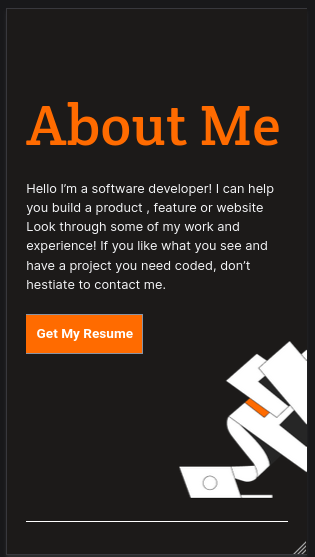 About Me
Hello I’m a software developer! I can help
you build a product , feature or website
Look through some of my work and
experience! If you like what you see and
have a project you need coded, don’t
hestiate to contact me.
Get My Resume